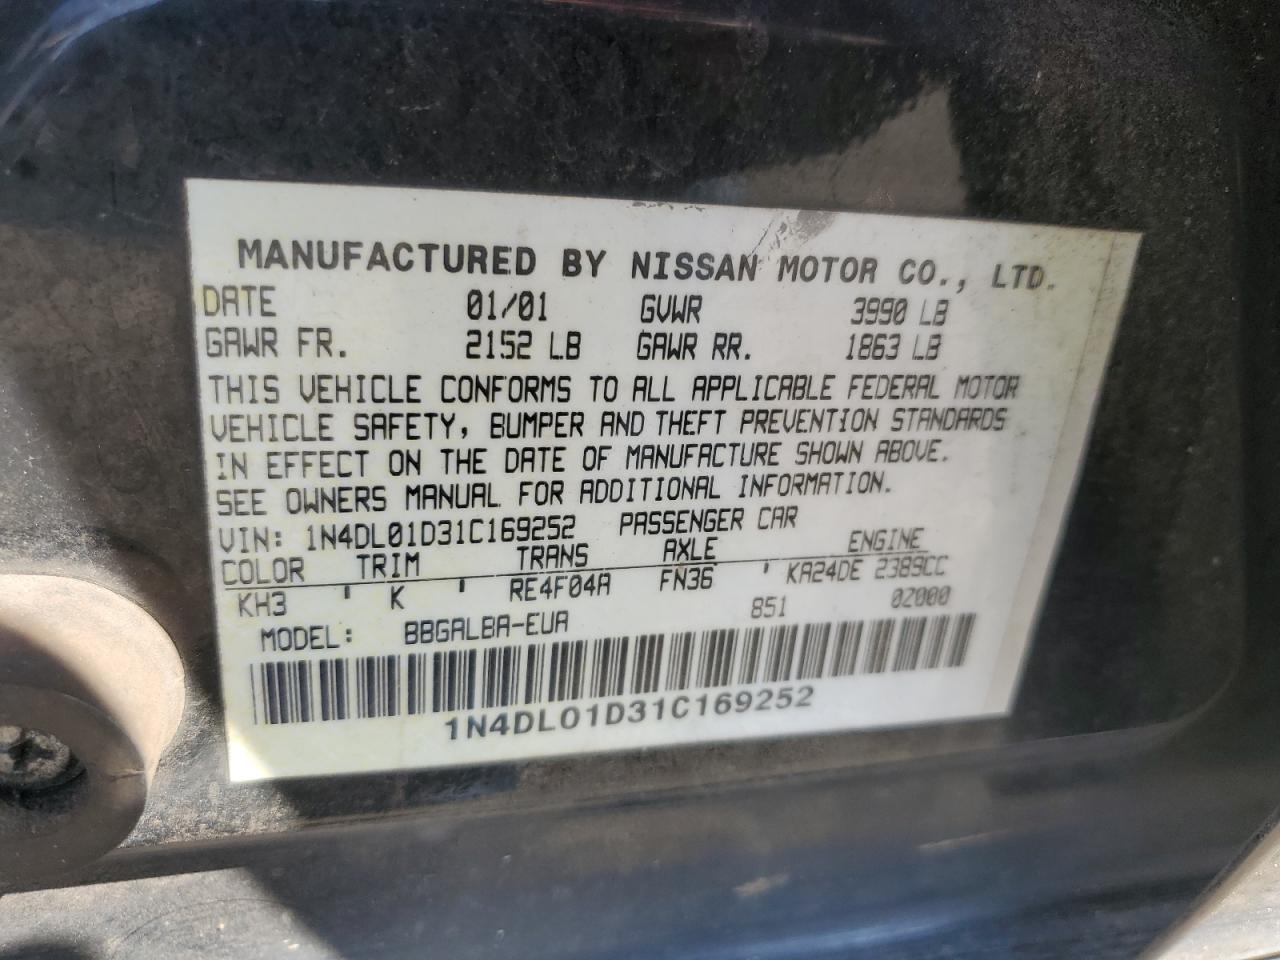 MANUFACTURED BY NISSAN MOTOR CO., LTD.
DATE 01/01 GVWR 3990 LB
GAWR FR. 2152 LB GAWR RR. 1863 LB
THIS VEHICLE CONFORMS TO ALL APPLICABLE FEDERAL MOTOR
VEHICLE SAFETY, BUMPER AND THEFT PREVENTION STANDARDS
IN EFFECT ON THE DATE OF MANUFACTURE SHOWN ABOVE.
SEE OWNERS MANUAL FOR ADDITIONAL INFORMATION.
VIN: 1N4DL01D31C169252 PASSENGER CAR
COLOR TRIM TRANS AXLE ENGINE
KH3 ' K ' RE4F04A FN36 ' KA24DE 2389CC
MODEL: BBGALBA-EUA 851 02000
1N4DL01D31C169252